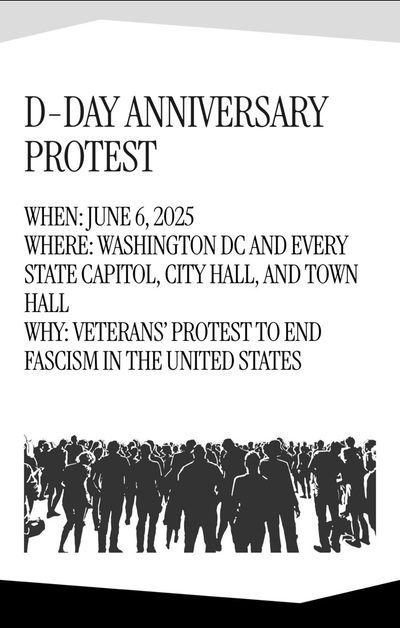 D-DAY ANNIVERSARY
PROTEST
WHEN: JUNE 6, 2025
WHERE: WASHINGTON DC AND EVERY
STATE CAPITOL, CITY HALL, AND TOWN
HALL
WHY: VETERANS’ PROTEST TO END
FASCISM IN THE UNITED STATES